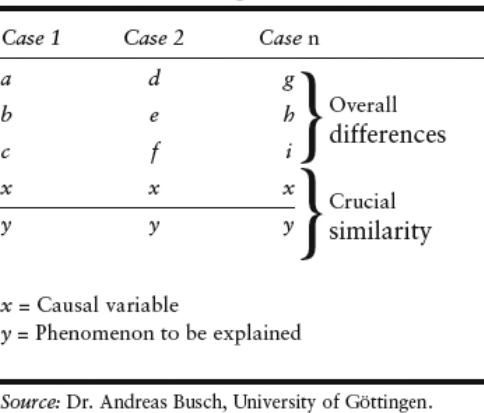 Case 1 Case 2 Case n
a d g
b e h
c f i
Overall
differences
x x x
y y y
Crucial
similarity
x = Causal variable
y = Phenomenon to be explained
Source: Dr. Andreas Busch, University of Göttingen.